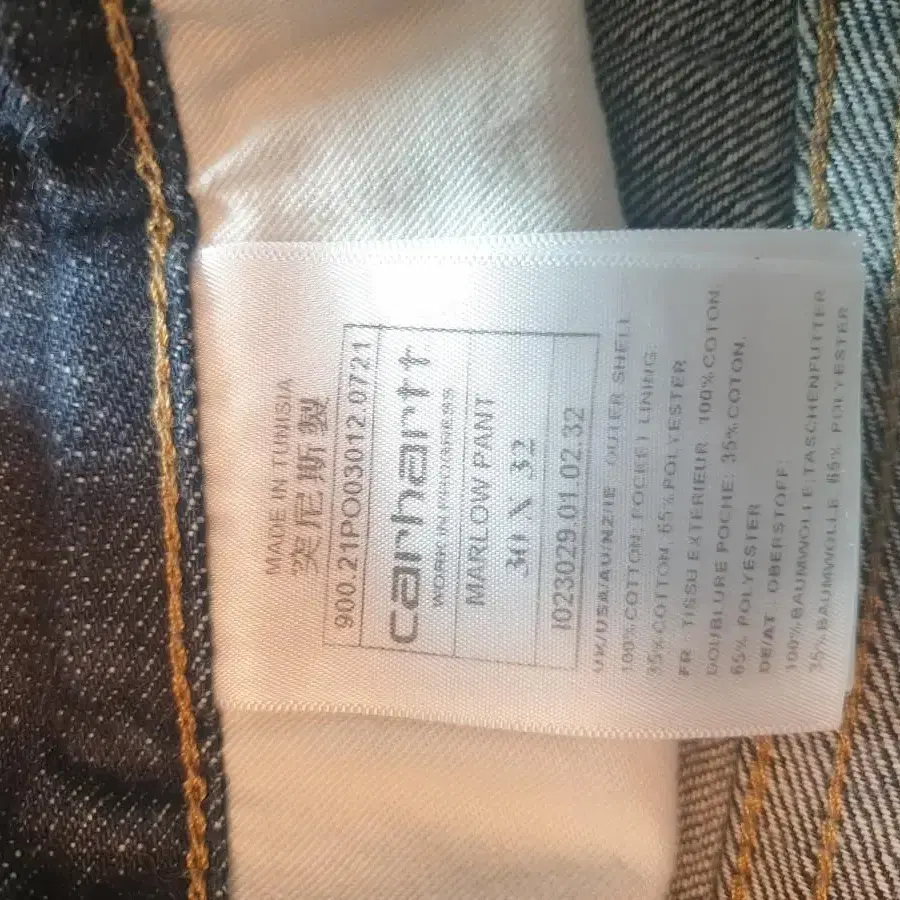 MADE IN TUNISIA
突尼斯製
900.21PO003012.0721
carhartt
WORK IN PROGRESS
MARLOW PANT
30 X 32
I023029.01.02.32
UK/USA/AU/NZ/IE : OUTER SHELL
100%COTTON; POCKET LINING:
35%COTTON, 65%POLYESTER
FR : TISSU EXTERIEUR 100%COTON
DOUBLURE POCHE: 35%COTON,
65% POLYESTER
DE/AT : OBERSTOFF:
100%BAUMWOLLE;TASCHENFUTTER
35%BAUMWOLLE 65% POLYESTER